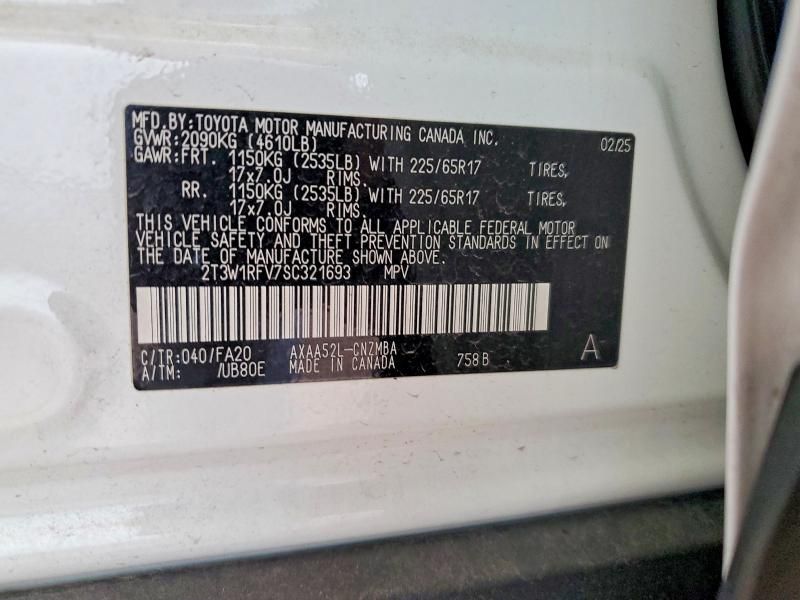 MFD. BY: TOYOTA MOTOR MANUFACTURING CANADA INC. 02/25
GVWR: 2090KG (4610LB)
GAWR: FRT. 1150KG (2535LB) WITH 225/65R17 TIRES,
17x7.0J RIMS.
RR. 1150KG (2535LB) WITH 225/65R17 TIRES,
17x7.0J RIMS.
THIS VEHICLE CONFORMS TO ALL APPLICABLE FEDERAL MOTOR
VEHICLE SAFETY AND THEFT PREVENTION STANDARDS IN EFFECT ON
THE DATE OF MANUFACTURE SHOWN ABOVE.
2T3W1RFV7SC321693 MPV
C/TR: 040/FA20 AXAA52L-CNZMBA 758B A
A/TM: /UB80E MADE IN CANADA